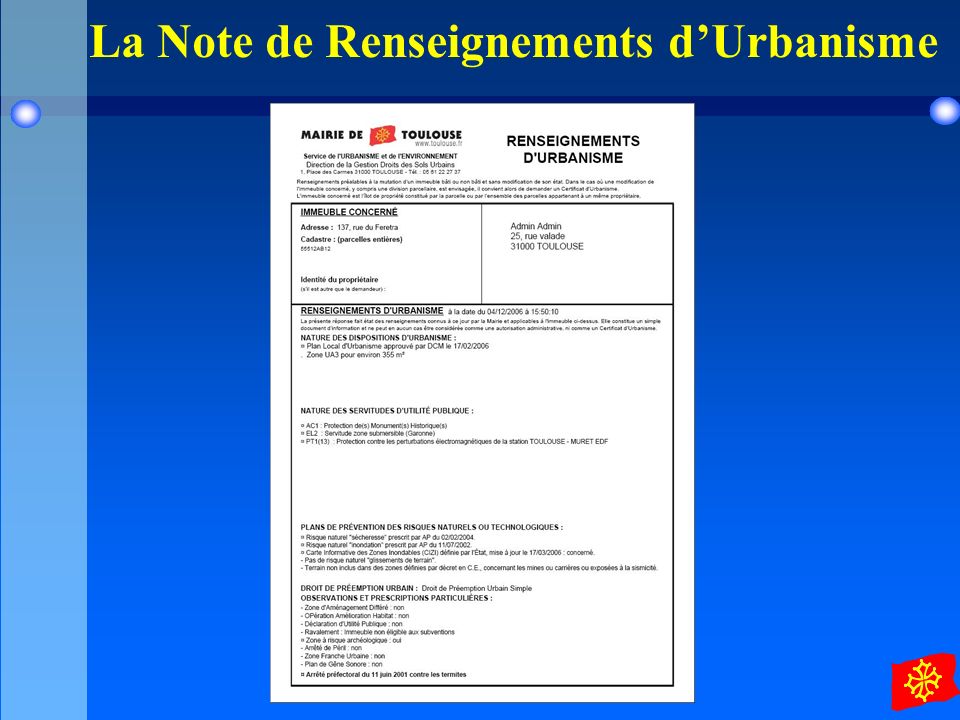 La Note de Renseignements d’Urbanisme
MAIRIE DE TOULOUSE
www.toulouse.fr
Service de l'URBANISME et de l'ENVIRONNEMENT
Direction de la Gestion Droits des Sols Urbains
1, Place des Carmes 31000 TOULOUSE - Tél. : 05 61 22 27 37
RENSEIGNEMENTS
D'URBANISME
Renseignements préalables à la mutation d'un immeuble bâti ou non bâti et sans modification de son état. Dans le cas où une modification de
l'immeuble concerné, y compris une division parcellaire, est envisagée, il convient alors de demander un Certificat d'Urbanisme.
L'immeuble concerné est l'îlot de propriété constitué par la parcelle ou par l'ensemble des parcelles appartenant à un même propriétaire.
IMMEUBLE CONCERNÉ
Adresse : 137, rue du Feretra
Cadastre : (parcelles entières)
55512AB12
Identité du propriétaire
(s'il est autre que le demandeur) :
Admin Admin
25, rue valade
31000 TOULOUSE
RENSEIGNEMENTS D'URBANISME à la date du 04/12/2006 à 15:50:10
La présente réponse fait état des renseignements connus à ce jour par la Mairie et applicables à l'immeuble ci-dessus. Elle constitue un simple
document d'information et ne peut en aucun cas être considérée comme une autorisation administrative, ni comme un Certificat d'Urbanisme.
NATURE DES DISPOSITIONS D'URBANISME :
¤ Plan Local d'Urbanisme approuvé par DCM le 17/02/2006
. Zone UA3 pour environ 355 m²
NATURE DES SERVITUDES D'UTILITÉ PUBLIQUE :
¤ AC1 : Protection de(s) Monument(s) Historique(s)
¤ EL2 : Servitude zone submersible (Garonne)
¤ PT1(13) : Protection contre les perturbations électromagnétiques de la station TOULOUSE - MURET EDF
PLANS DE PRÉVENTION DES RISQUES NATURELS OU TECHNOLOGIQUES :
¤ Risque naturel "sécheresse" prescrit par AP du 02/02/2004.
¤ Risque naturel "inondation" prescrit par AP du 11/07/2002.
¤ Carte Informative des Zones Inondables (CIZI) définie par l'État, mise à jour le 17/03/2006 : concerné.
- Pas de risque naturel "glissements de terrain".
- Terrain non inclus dans des zones définies par décret en C.E., concernant les mines ou carrières ou exposées à la sismicité.
DROIT DE PRÉEMPTION URBAIN : Droit de Préemption Urbain Simple
OBSERVATIONS ET PRESCRIPTIONS PARTICULIÈRES :
- Zone d'Aménagement Différé : non
- OPération Amélioration Habitat : non
- Déclaration d'Utilité Publique : non
- Ravalement : Immeuble non éligible aux subventions
¤ Zone à risque archéologique : oui
- Arrêté de Péril : non
- Zone Franche Urbaine : non
- Plan de Gêne Sonore : non
¤ Arrêté préfectoral du 11 juin 2001 contre les termites